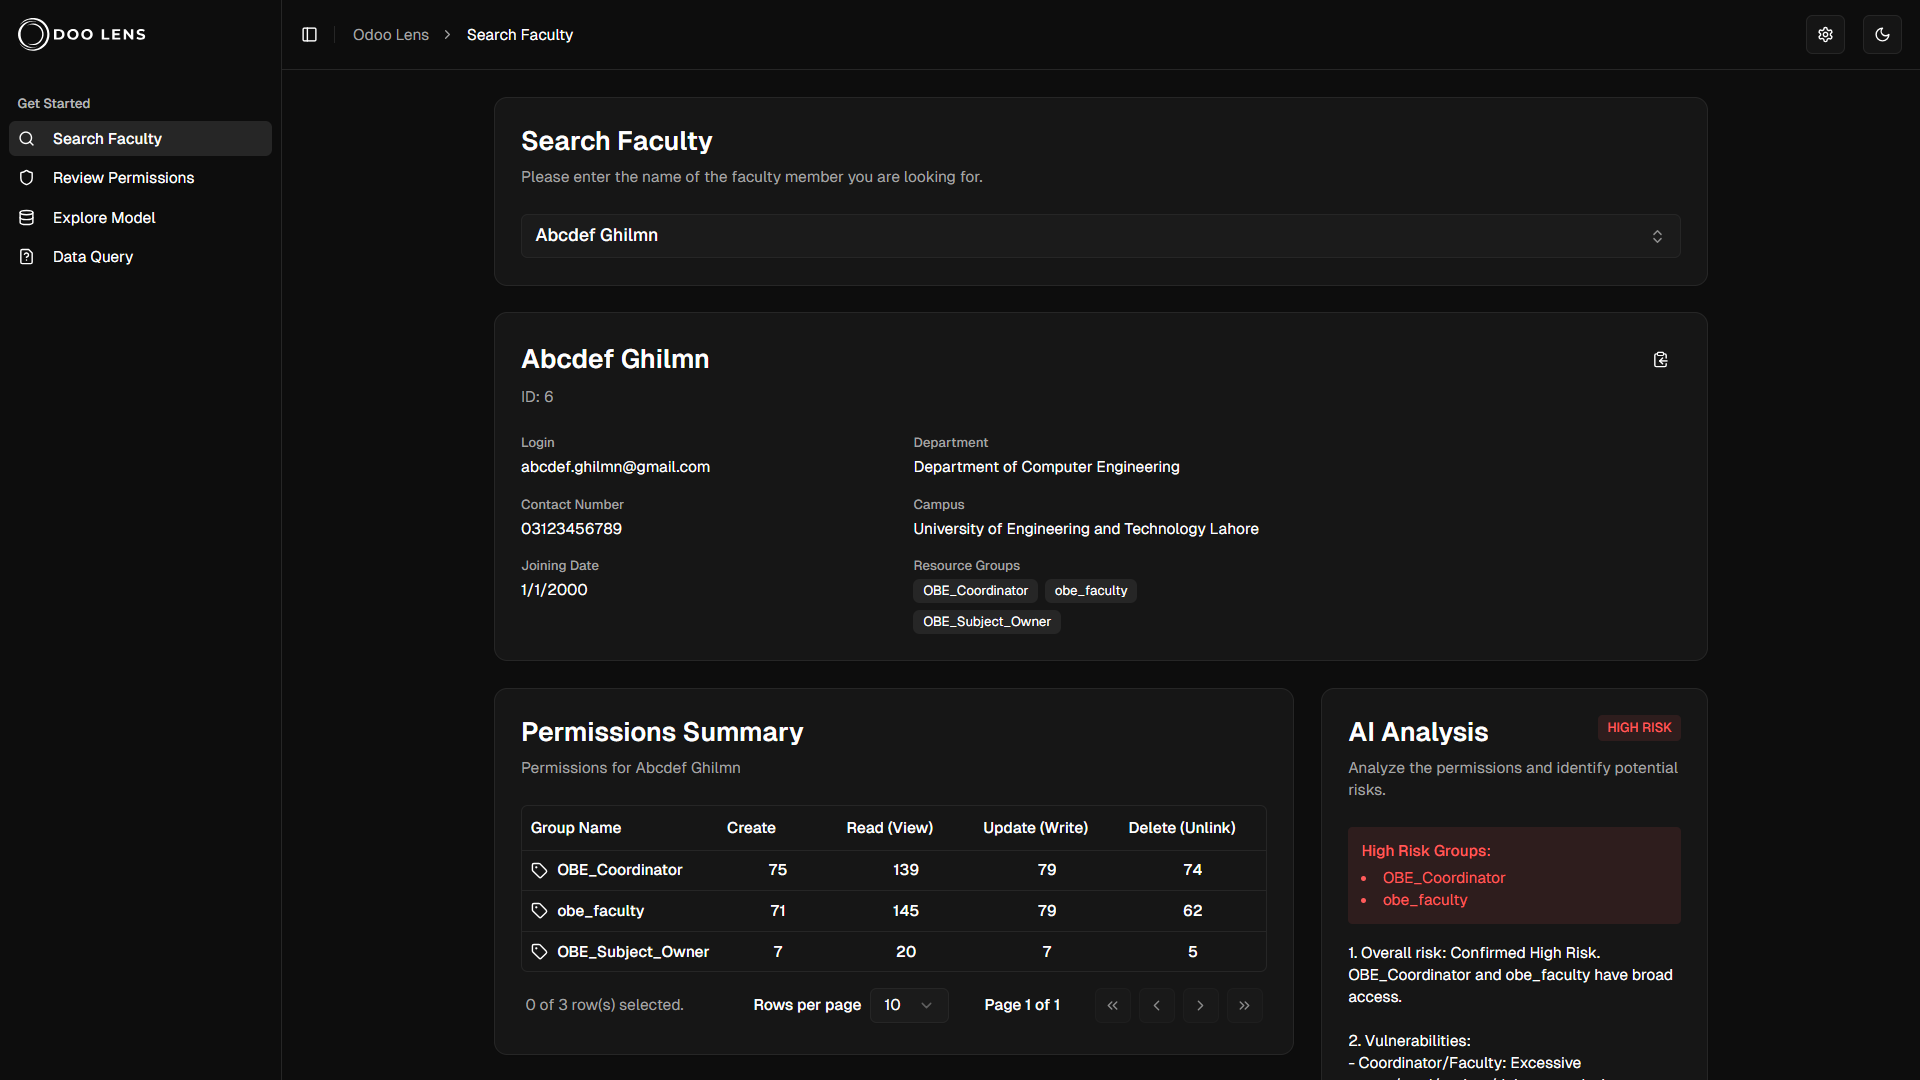 DOO LENS
Odoo Lens > Search Faculty
Get Started
Search Faculty
Review Permissions
Explore Model
Data Query
Search Faculty
Please enter the name of the faculty member you are looking for.
Abcdef Ghilmn
Abcdef Ghilmn
ID: 6
Login
abcdef.ghilmn@gmail.com
Department
Department of Computer Engineering
Contact Number
03123456789
Campus
University of Engineering and Technology Lahore
Joining Date
1/1/2000
Resource Groups
OBE_Coordinator obe_faculty
OBE_Subject_Owner
Permissions Summary
Permissions for Abcdef Ghilmn
Group Name Create Read (View) Update (Write) Delete (Unlink)
OBE_Coordinator 75 139 79 74
obe_faculty 71 145 79 62
OBE_Subject_Owner 7 20 7 5
0 of 3 row(s) selected. Rows per page 10 Page 1 of 1
AI Analysis HIGH RISK
Analyze the permissions and identify potential
risks.
High Risk Groups:
• OBE_Coordinator
• obe_faculty
1. Overall risk: Confirmed High Risk.
OBE_Coordinator and obe_faculty have broad
access.
2. Vulnerabilities:
- Coordinator/Faculty: Excessive